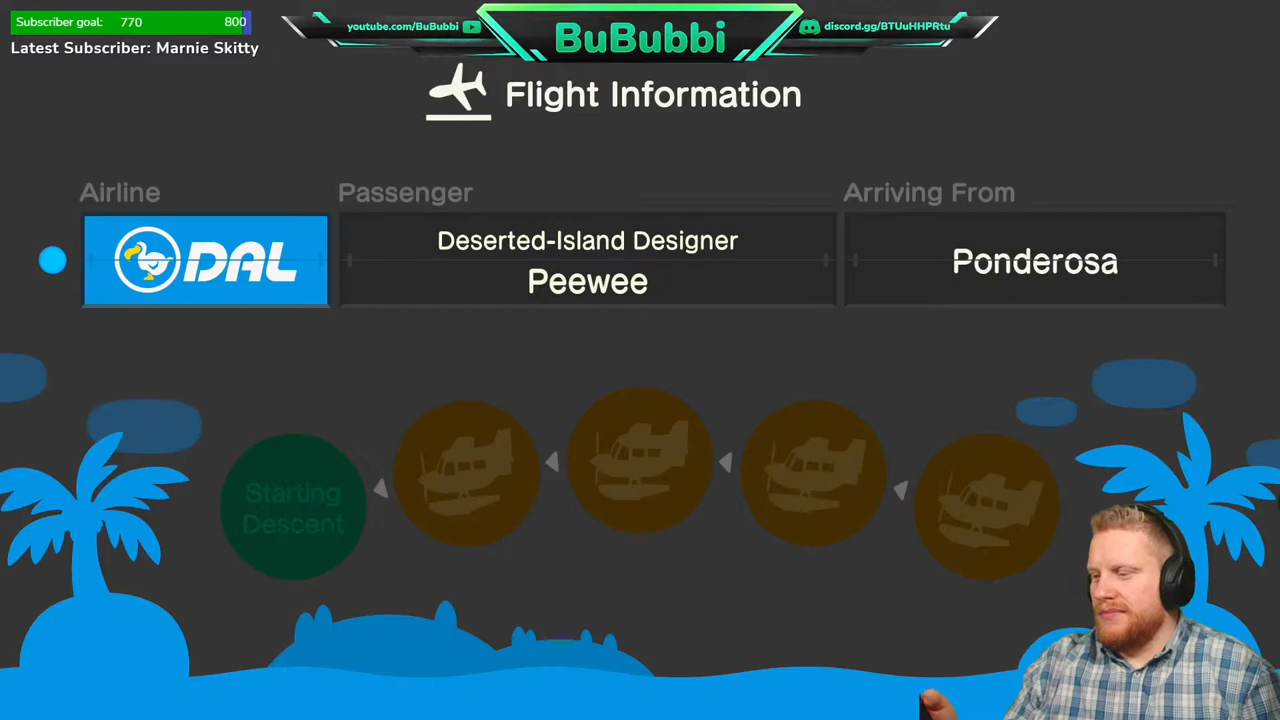 Subscriber goal: 770 800
Latest Subscriber: Marnie Skitty
youtube.com/BuBubbi
BuBubbi
discord.gg/BTUuHHPRtu
Flight Information
Airline
Passenger
Arriving From
DAL
Deserted-Island Designer
Peewee
Ponderosa
Starting
Descent